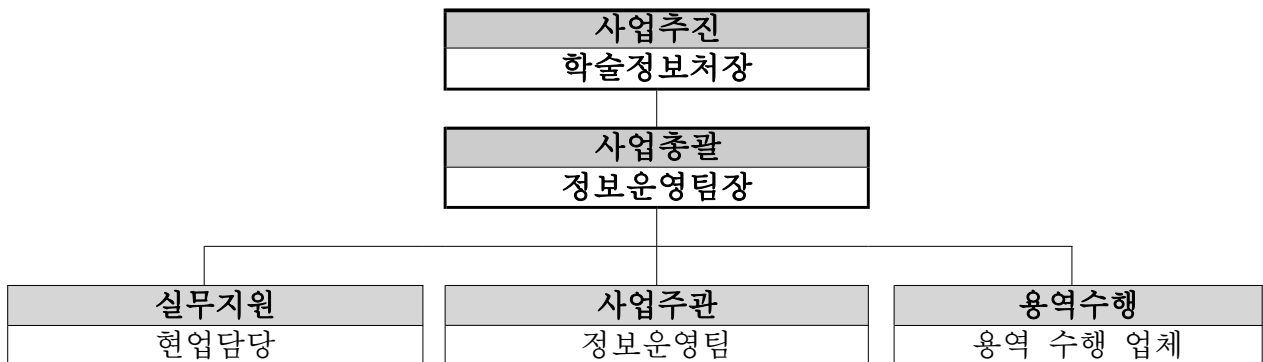 사업추진
학술정보처장
사업총괄
정보운영팀장
실무지원
현업담당
사업주관
정보운영팀
용역수행
용역 수행 업체